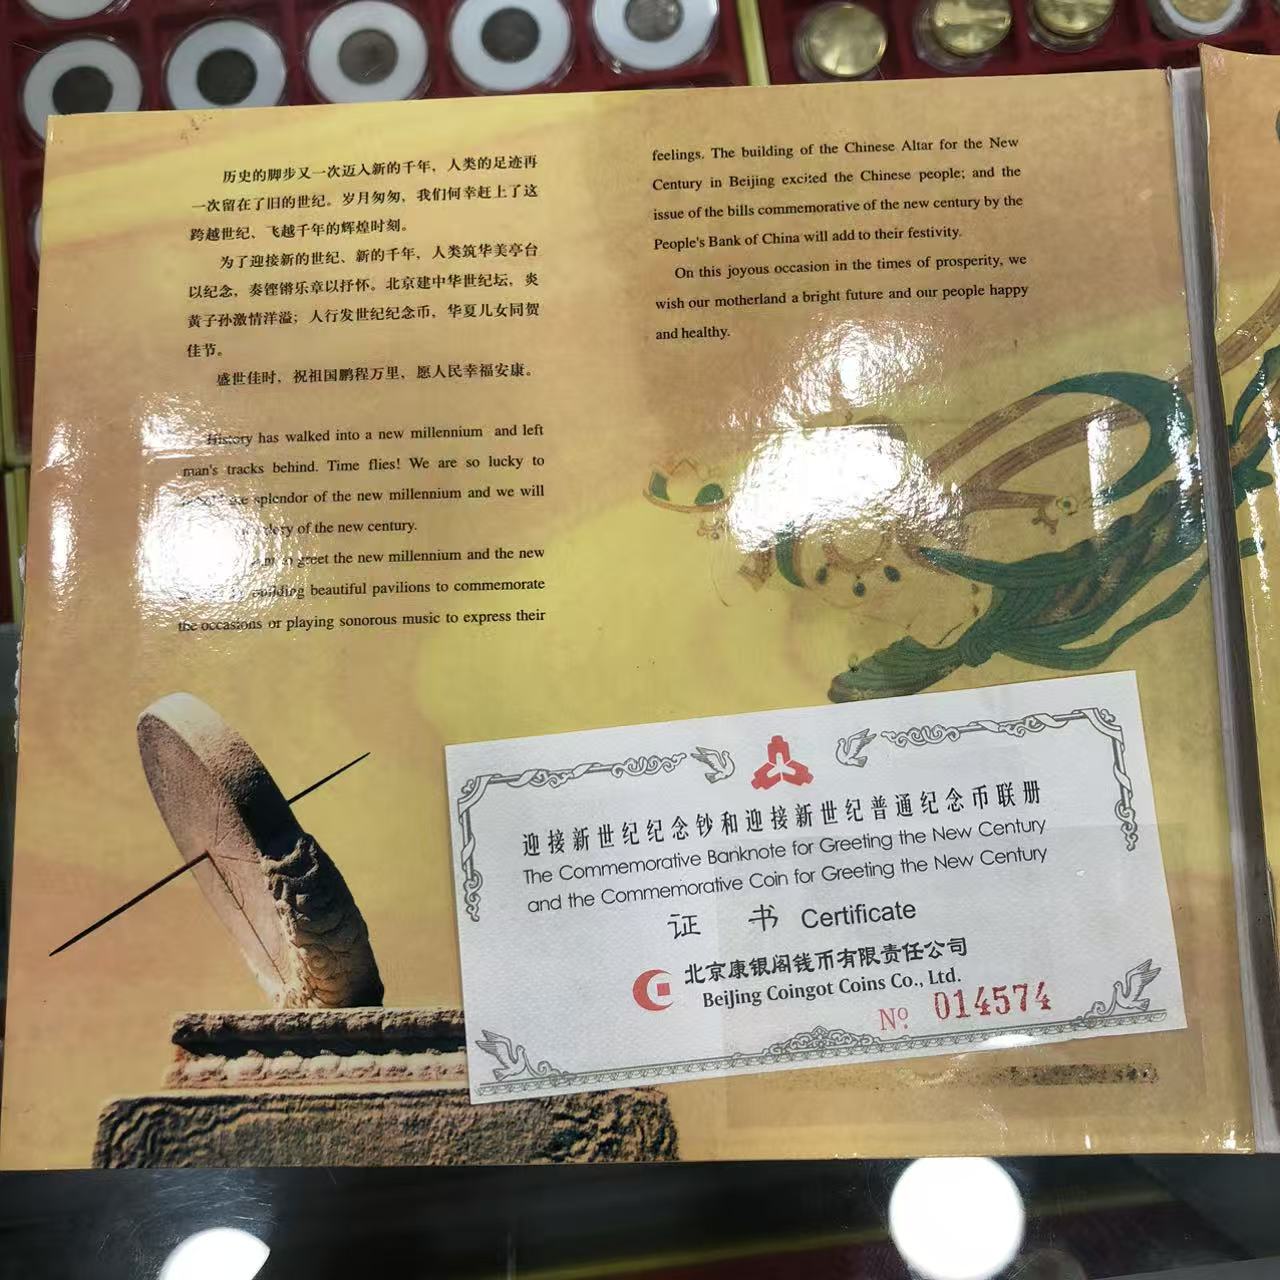 历史的脚步又一次迈入新的千年，人类的足迹再
一次留在了旧的世纪。岁月匆匆，我们何幸赶上了这
跨越世纪、飞越千年的辉煌时刻。
为了迎接新的世纪、新的千年，人类筑华美亭台
以纪念，奏铿锵乐章以抒怀。北京建中华世纪坛，炎
黄子孙激情洋溢；人行发世纪纪念币，华夏儿女同贺
佳节。
盛世佳时，祝祖国鹏程万里，愿人民幸福安康。
History has walked into a new millennium and left
man's tracks behind. Time flies! We are so lucky to
splendor of the new millennium and we will
of the new century.
greet the new millennium and the new
building beautiful pavilions to commemorate
the occasions or playing sonorous music to express their
feelings. The building of the Chinese Altar for the New
Century in Beijing excited the Chinese people; and the
issue of the bills commemorative of the new century by the
People's Bank of China will add to their festivity.
On this joyous occasion in the times of prosperity, we
wish our motherland a bright future and our people happy
and healthy.
迎接新世纪纪念钞和迎接新世纪普通纪念币联册
The Commemorative Banknote for Greeting the New Century
and the Commemorative Coin for Greeting the New Century
证 书 Certificate
北京康银阁钱币有限责任公司
BeiJing Coingot Coins Co., Ltd.
Nº 014574